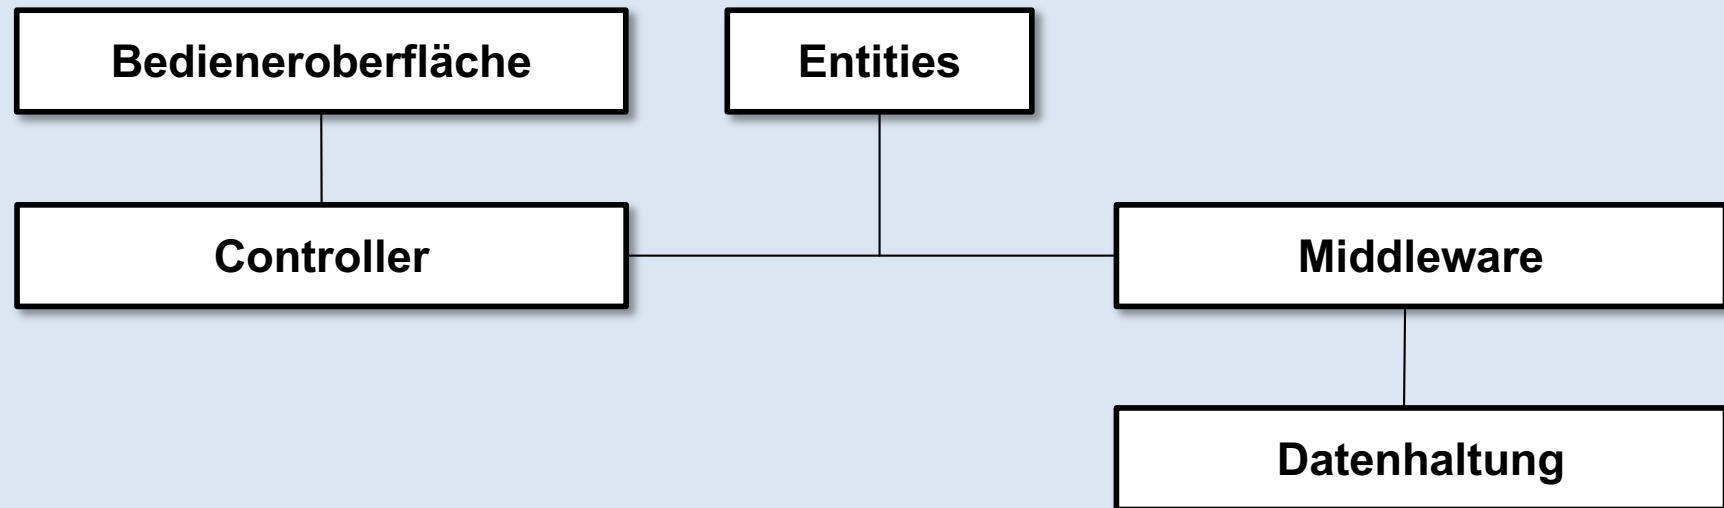 Bedieneroberfläche
Entities
Controller
Middleware
Datenhaltung